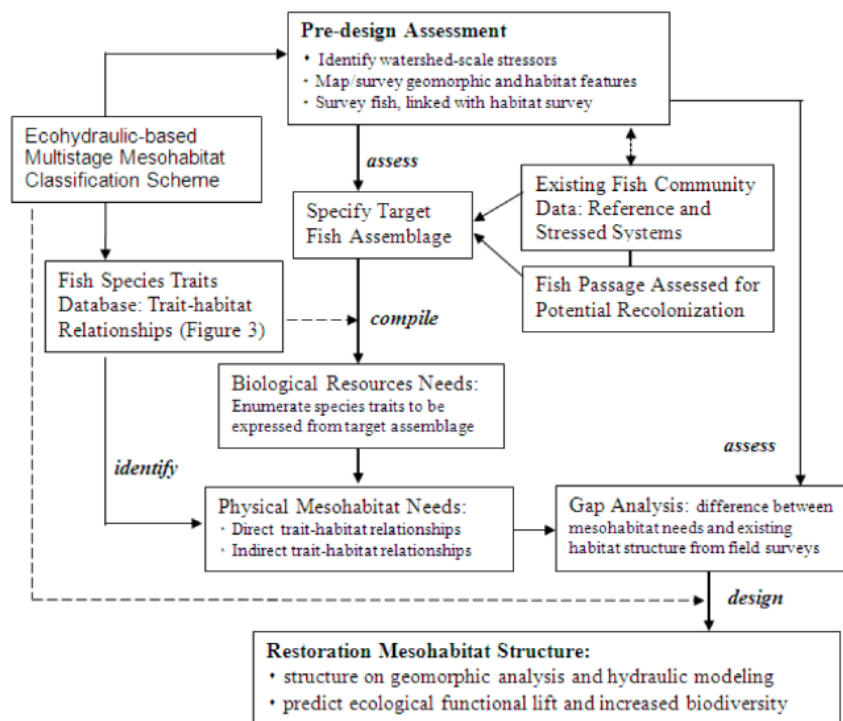 Pre-design Assessment
• Identify watershed-scale stressors
• Map/survey geomorphic and habitat features
• Survey fish, linked with habitat survey
Ecohydraulic-based
Multistage Mesohabitat
Classification Scheme
assess
Existing Fish Community
Data: Reference and
Stressed Systems
Specify Target
Fish Assemblage
Fish Species Traits
Database: Trait-habitat
Relationships (Figure 3)
Fish Passage Assessed for
Potential Recolonization
compile
Biological Resources Needs:
Enumerate species traits to be
expressed from target assemblage
assess
identify
Physical Mesohabitat Needs:
• Direct trait-habitat relationships
• Indirect trait-habitat relationships
Gap Analysis: difference between
mesohabitat needs and existing
habitat structure from field surveys
design
Restoration Mesohabitat Structure:
• structure on geomorphic analysis and hydraulic modeling
• predict ecological functional lift and increased biodiversity